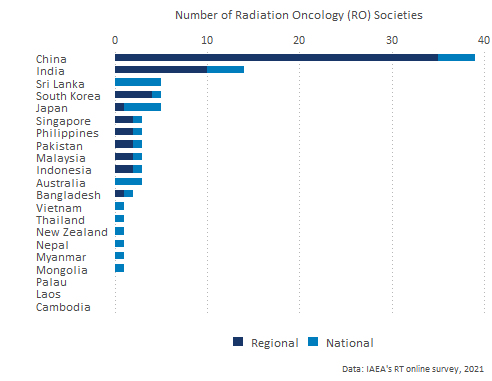 Number of Radiation Oncology (RO) Societies
0 10 20 30 40
China
India
Sri Lanka
South Korea
Japan
Singapore
Philippines
Pakistan
Malaysia
Indonesia
Australia
Bangladesh
Vietnam
Thailand
New Zealand
Nepal
Myanmar
Mongolia
Palau
Laos
Cambodia
Regional National
Data: IAEA's RT online survey, 2021